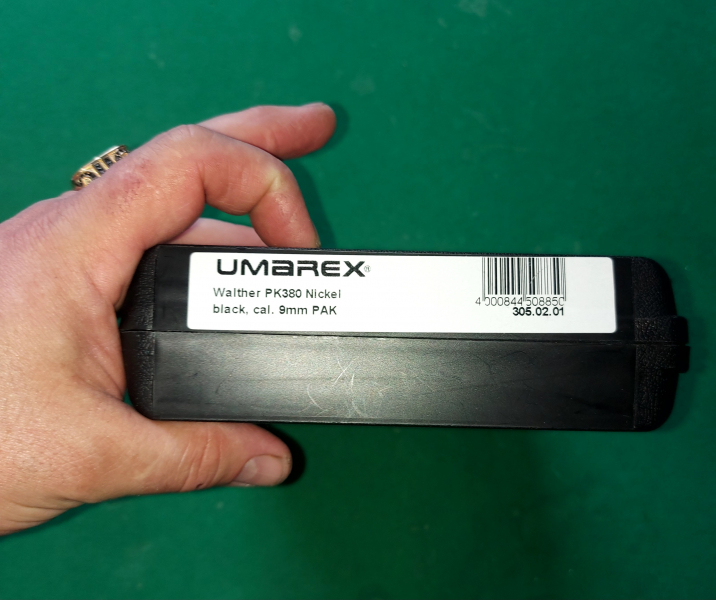 UMAREX®
Walther PK380 Nickel
black, cal. 9mm PAK
4 000844 508850
305.02.01